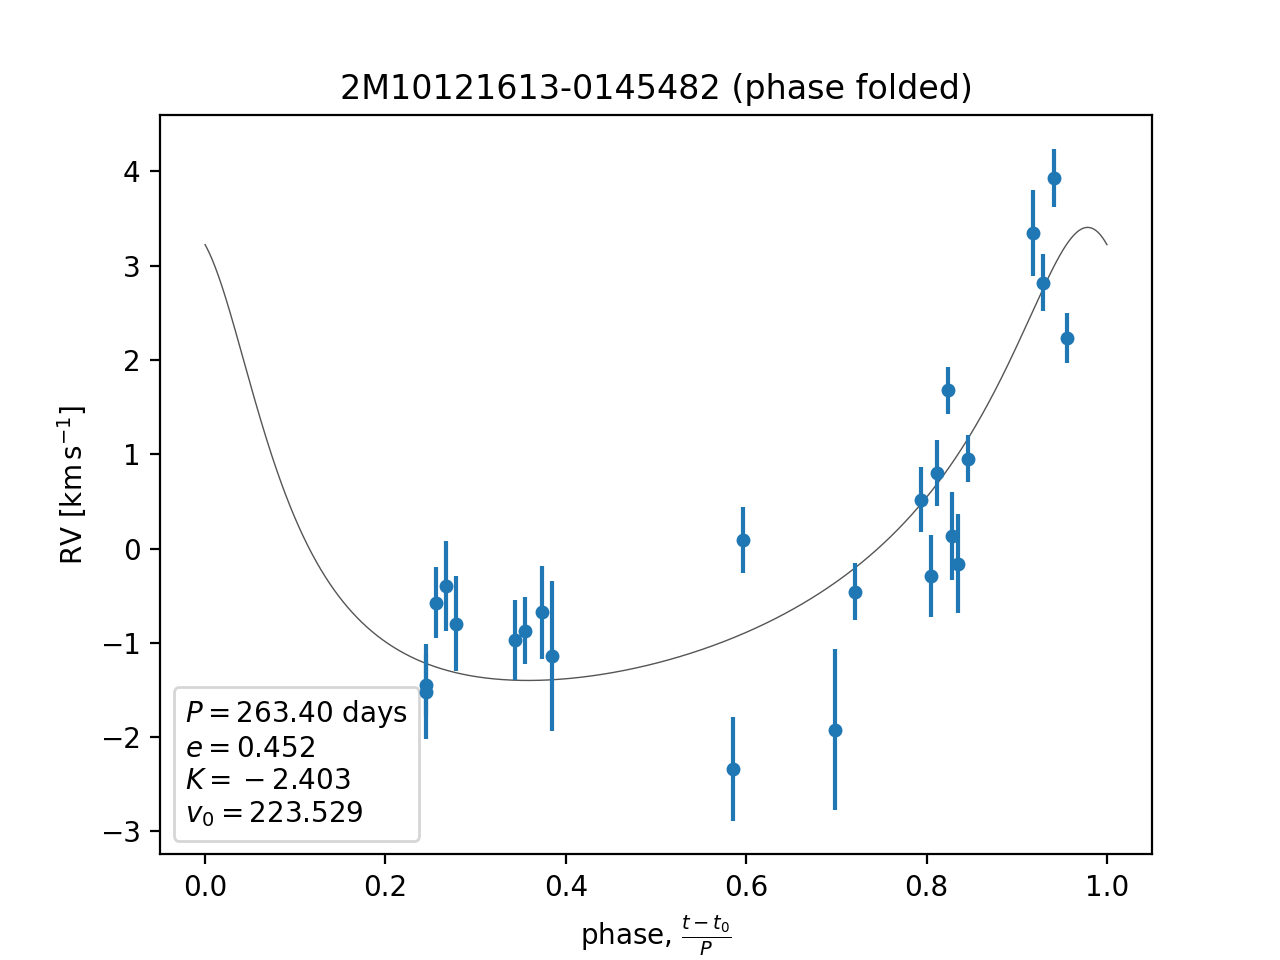 2M10121613-0145482 (phase folded)
RV [km s⁻¹]
4
3
2
1
0
−1
−2
−3
P = 263.40 days
e = 0.452
K = −2.403
v₀ = 223.529
0.0 0.2 0.4 0.6 0.8 1.0
phase, (t − t₀)/P